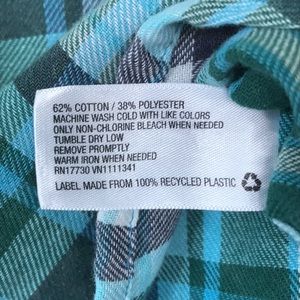 62% COTTON / 38% POLYESTER
MACHINE WASH COLD WITH LIKE COLORS
ONLY NON-CHLORINE BLEACH WHEN NEEDED
TUMBLE DRY LOW
REMOVE PROMPTLY
WARM IRON WHEN NEEDED
RN17730 VN1111341
LABEL MADE FROM 100% RECYCLED PLASTIC